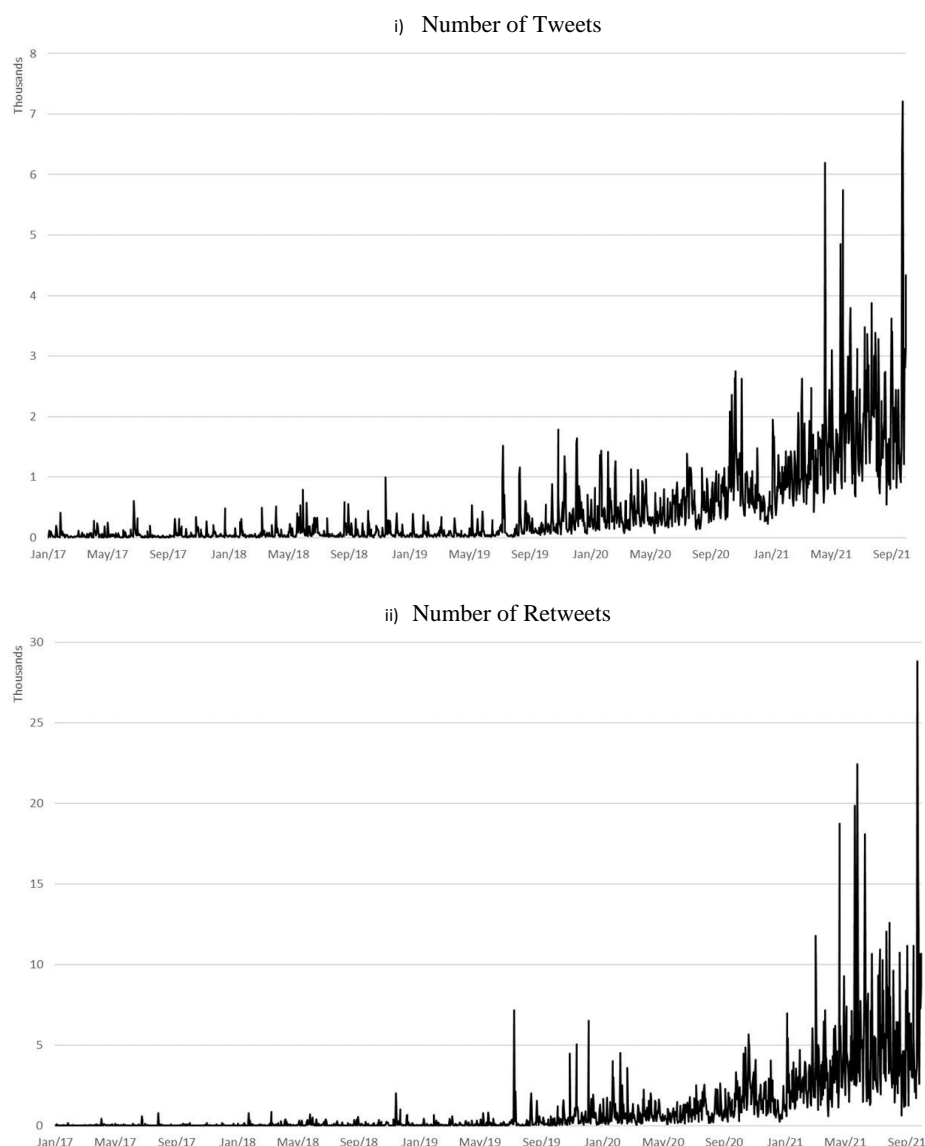 i) Number of Tweets
Thousands
8
7
6
5
4
3
2
1
0
Jan/17 May/17 Sep/17 Jan/18 May/18 Sep/18 Jan/19 May/19 Sep/19 Jan/20 May/20 Sep/20 Jan/21 May/21 Sep/21
ii) Number of Retweets
Thousands
30
25
20
15
10
5
0
Jan/17 May/17 Sep/17 Jan/18 May/18 Sep/18 Jan/19 May/19 Sep/19 Jan/20 May/20 Sep/20 Jan/21 May/21 Sep/21